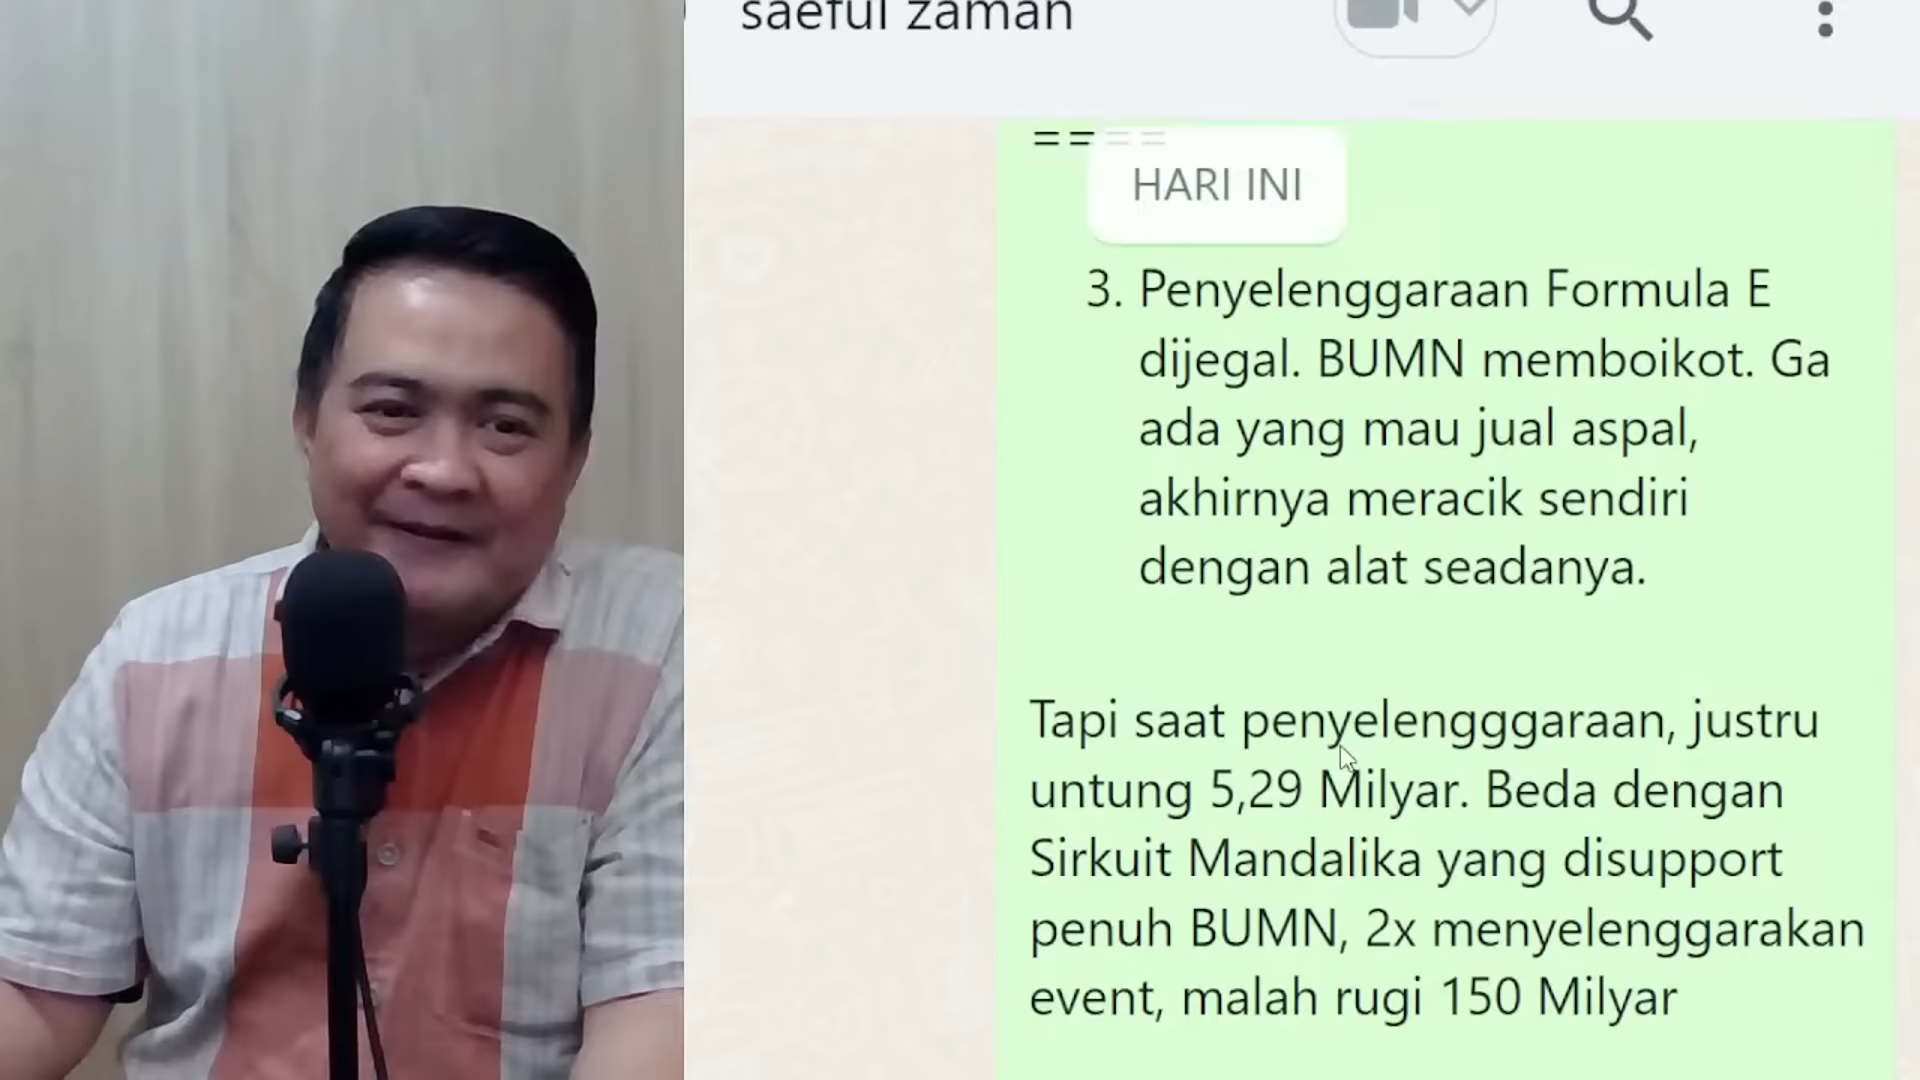 saeful zaman
====
HARI INI
3. Penyelenggaraan Formula E
dijegal. BUMN memboikot. Ga
ada yang mau jual aspal,
akhirnya meracik sendiri
dengan alat seadanya.
Tapi saat penyelengggaraan, justru
untung 5,29 Milyar. Beda dengan
Sirkuit Mandalika yang disupport
penuh BUMN, 2x menyelenggarakan
event, malah rugi 150 Milyar